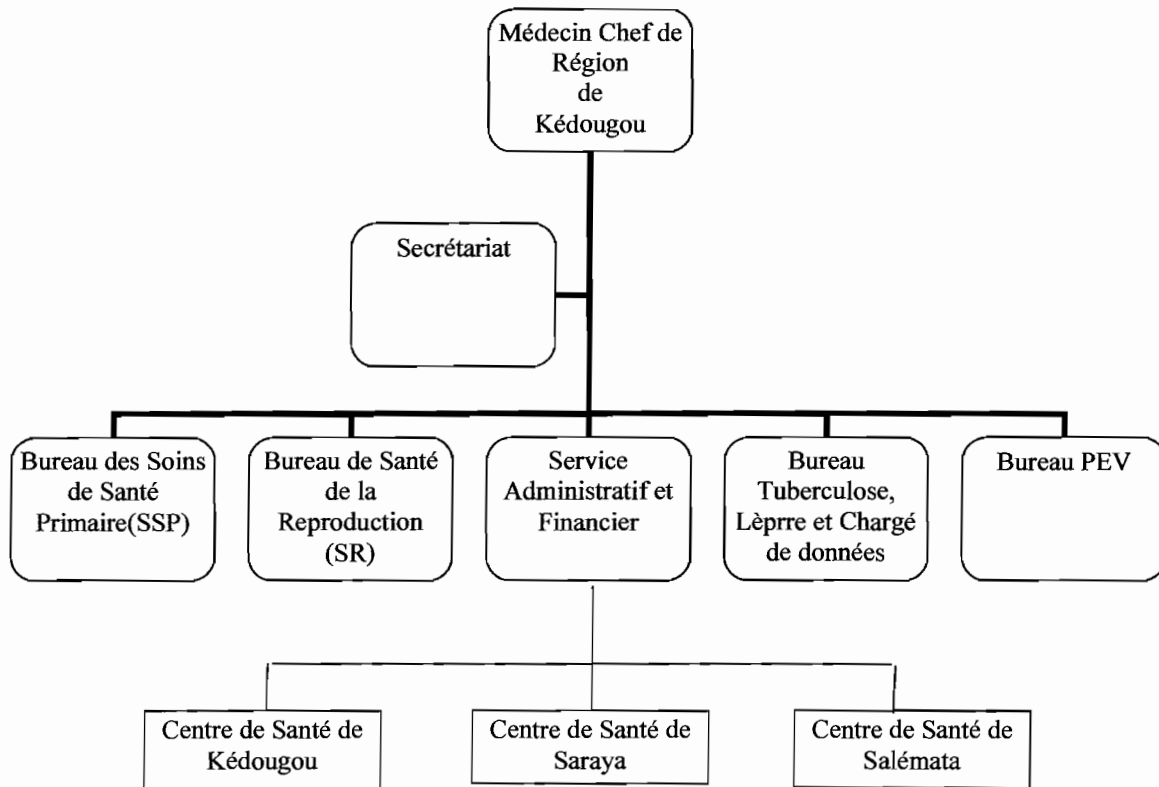 Médecin Chef de
Région
de
Kédougou
Secrétariat
Bureau des Soins
de Santé
Primaire(SSP)
Bureau de Santé
de la
Reproduction
(SR)
Service
Administratif et
Financier
Bureau
Tuberculose,
Lèprre et Chargé
de données
Bureau PEV
Centre de Santé de
Kédougou
Centre de Santé de
Saraya
Centre de Santé de
Salémata